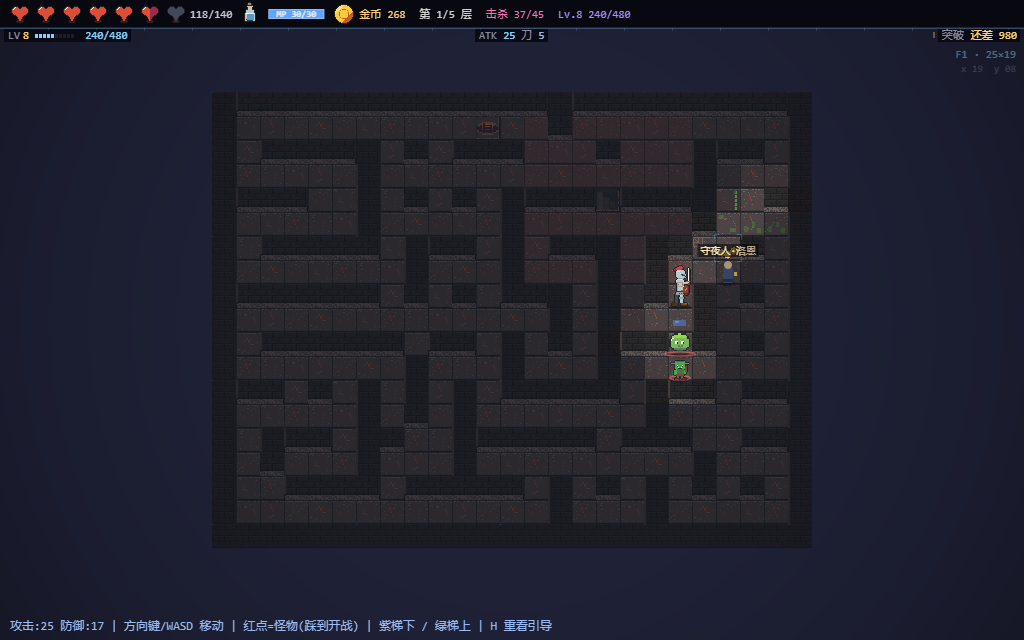 118/140 MP 30/30 金币 268 第 1/5 层 击杀 37/45 Lv.8 240/480
LV 8 240/480 ATK 25 刀 5 突破 还差 980
F1 · 25×19
x 19 y 08
守夜人·洛恩
攻击:25 防御:17 | 方向键/WASD 移动 | 红点=怪物(踩到开战) | 紫梯下 / 绿梯上 | H 重看引导